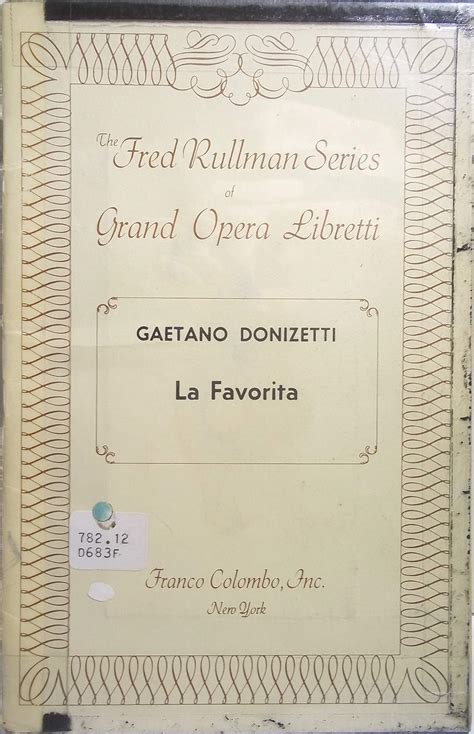 The Fred Rullman Series
of
Grand Opera Libretti
GAETANO DONIZETTI
La Favorita
782.12
D683F
Franco Colombo, Inc.
New York